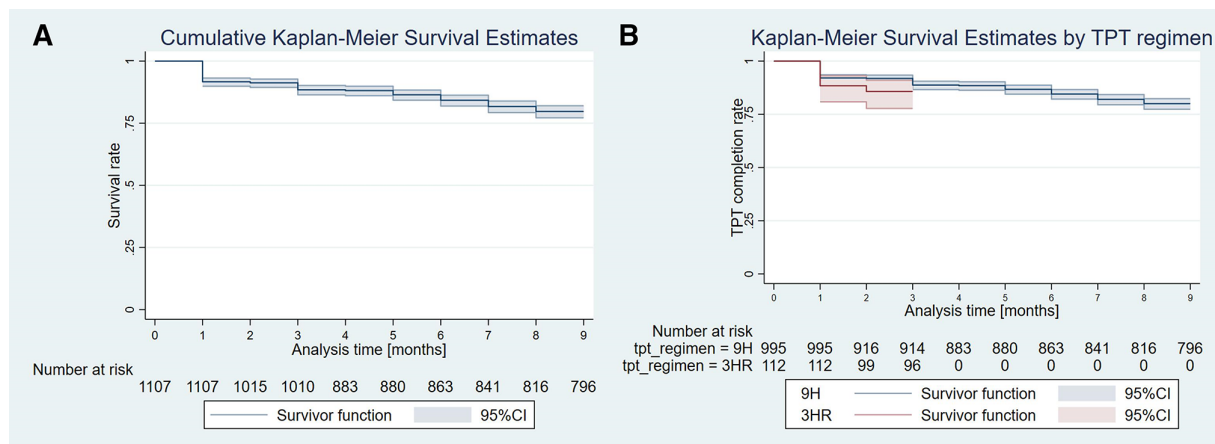 A
Cumulative Kaplan-Meier Survival Estimates
Survival rate
1
.75
.5
.25
0
0 1 2 3 4 5 6 7 8 9
Analysis time [months]
Number at risk
1107 1107 1015 1010 883 880 863 841 816 796
Survivor function 95%CI
B
Kaplan-Meier Survival Estimates by TPT regimen
TPT completion rate
1
.75
.5
.25
0
0 1 2 3 4 5 6 7 8 9
Analysis time [months]
Number at risk
tpt_regimen = 9H 995 995 916 914 883 880 863 841 816 796
tpt_regimen = 3HR 112 112 99 96 0 0 0 0 0 0
9H Survivor function 95%CI
3HR Survivor function 95%CI